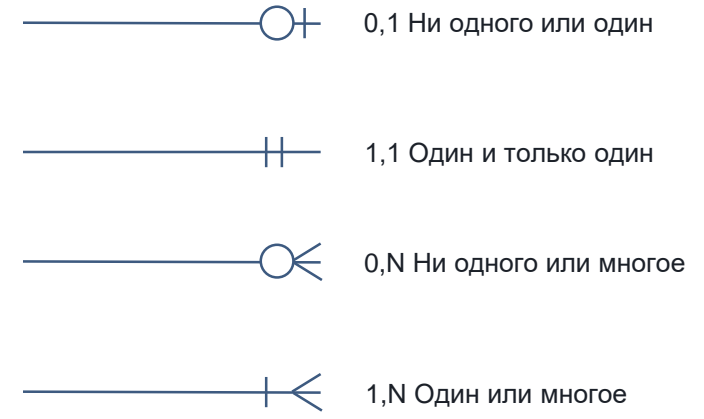 0,1 Ни одного или один
1,1 Один и только один
0,N Ни одного или многое
1,N Один или многое